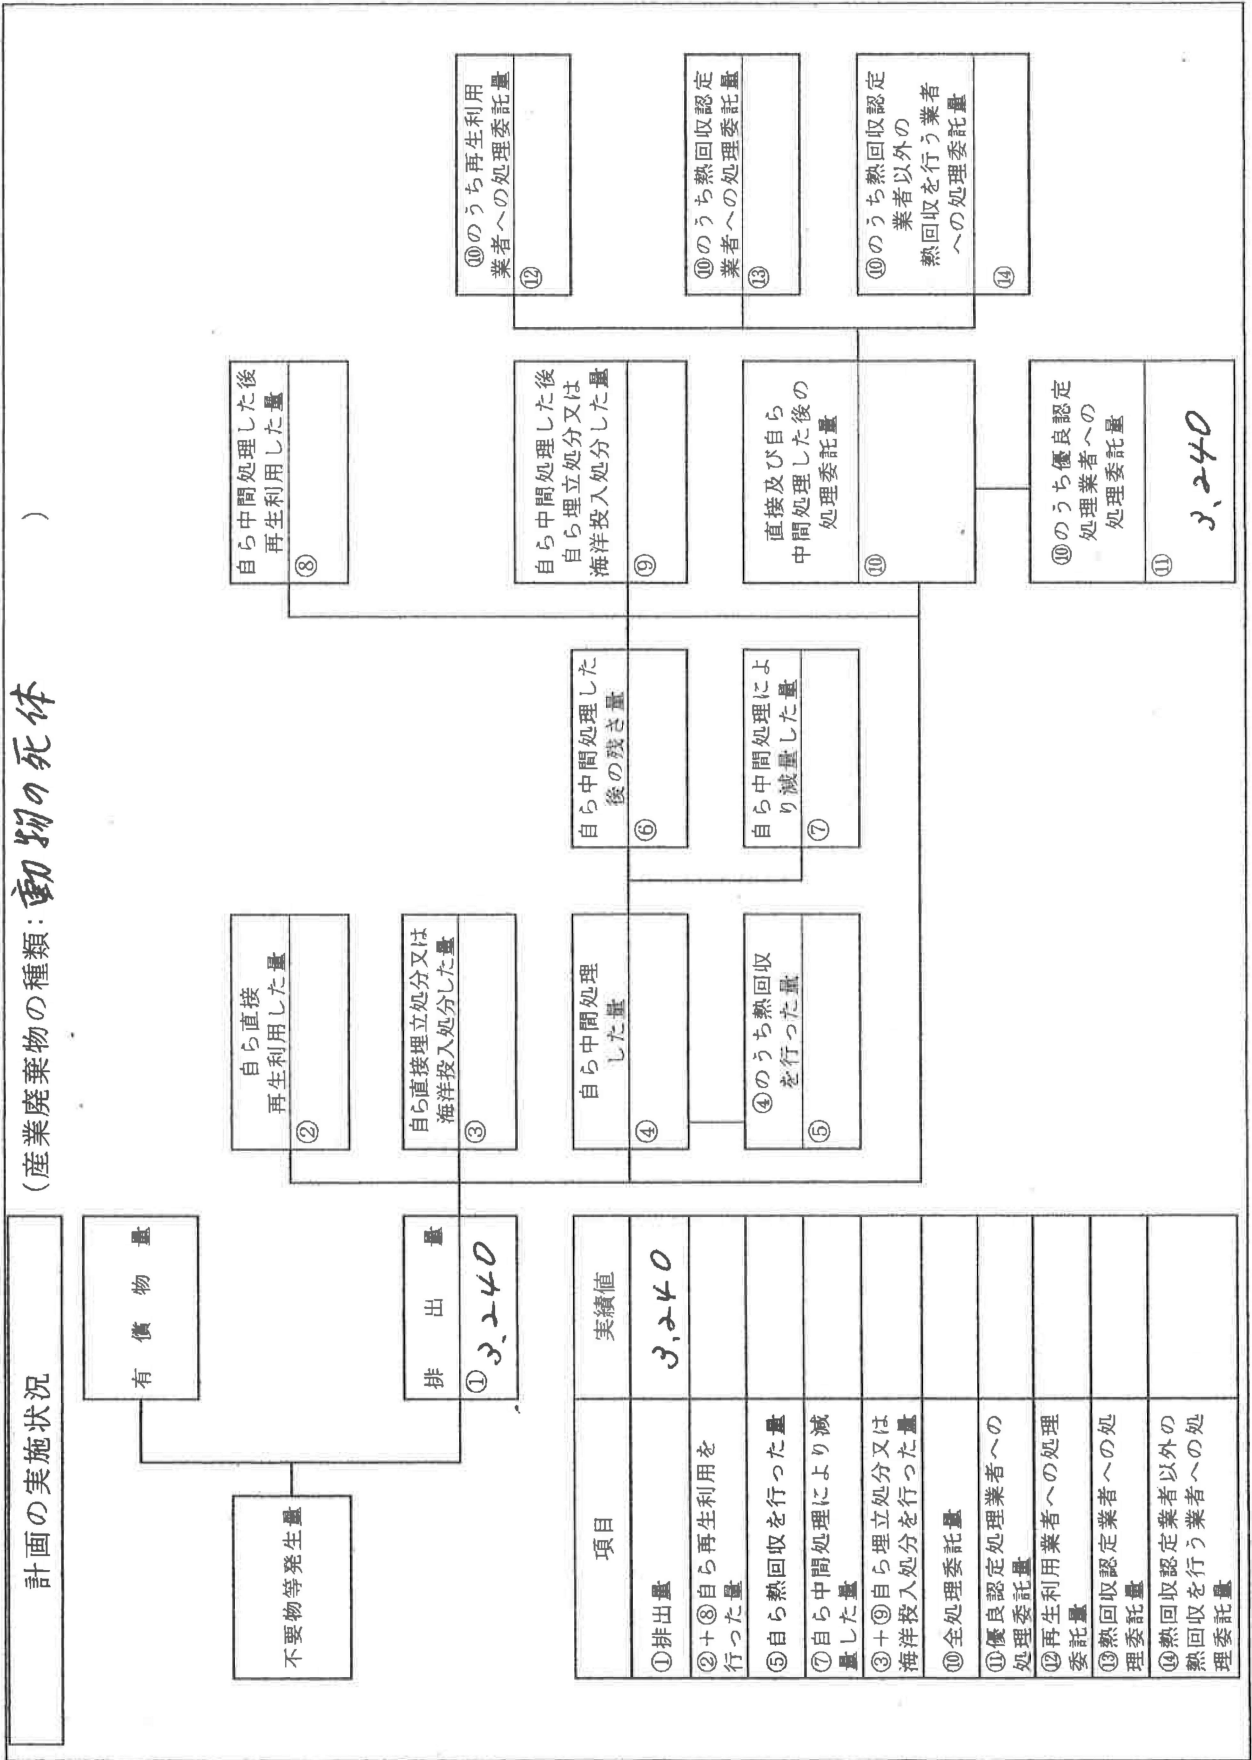 計画の実施状況
（産業廃棄物の種類：動物の死体　）
不要物等発生量
有償物量
排出量
① 3,240
自ら直接
再生利用した量
②
自ら直接埋立処分又は
海洋投入処分した量
③
自ら中間処理
した量
④
④のうち熱回収
を行った量
⑤
自ら中間処理した
後の残さ量
⑥
自ら中間処理によ
り減量した量
⑦
自ら中間処理した後
再生利用した量
⑧
自ら中間処理した後
自ら埋立処分又は
海洋投入処分した量
⑨
直接及び自ら
中間処理した後の
処理委託量
⑩
⑩のうち優良認定
処理業者への
処理委託量
⑪
3,240
⑩のうち再生利用
業者への処理委託量
⑫
⑩のうち熱回収認定
業者への処理委託量
⑬
⑩のうち熱回収認定
業者以外の
熱回収を行う業者
への処理委託量
⑭
項目 実績値
①排出量 3,240
②＋⑧自ら再生利用を
行った量
⑤自ら熱回収を行った量
⑦自ら中間処理により減
量した量
③＋⑨自ら埋立処分又は
海洋投入処分を行った量
⑩全処理委託量
⑪優良認定処理業者への
処理委託量
⑫再生利用業者への処理
委託量
⑬熱回収認定業者への処
理委託量
⑭熱回収認定業者以外の
熱回収を行う業者への処
理委託量